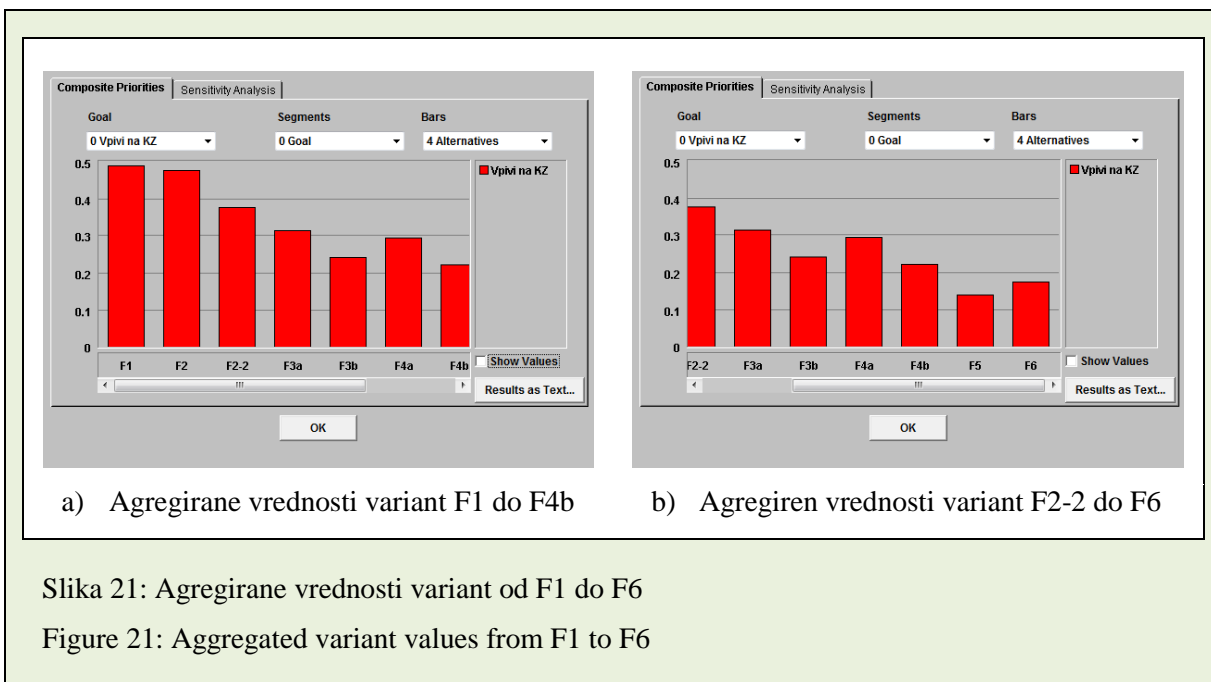 Composite Priorities Sensitivity Analysis
Goal Segments Bars
0 Vpivi na KZ 0 Goal 4 Alternatives
0.5
0.4
0.3
0.2
0.1
0
Vpivi na KZ
F1 F2 F2-2 F3a F3b F4a F4b
Show Values
Results as Text...
OK
a) Agregirane vrednosti variant F1 do F4b
Composite Priorities Sensitivity Analysis
Goal Segments Bars
0 Vpivi na KZ 0 Goal 4 Alternatives
0.5
0.4
0.3
0.2
0.1
0
Vpivi na KZ
F2-2 F3a F3b F4a F4b F5 F6
Show Values
Results as Text...
OK
b) Agregiren vrednosti variant F2-2 do F6
Slika 21: Agregirane vrednosti variant od F1 do F6
Figure 21: Aggregated variant values from F1 to F6